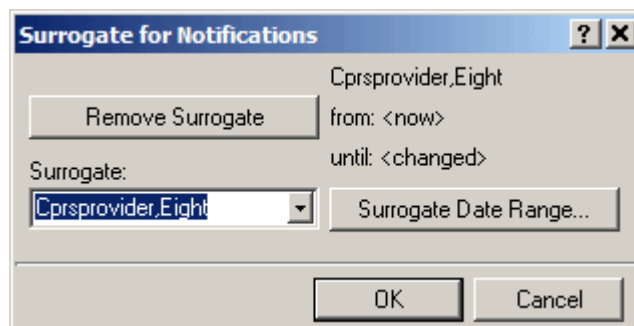 Surrogate for Notifications
Cprsprovider,Eight
Remove Surrogate
from: <now>
until: <changed>
Surrogate:
Cprsprovider,Eight
Surrogate Date Range...
OK
Cancel